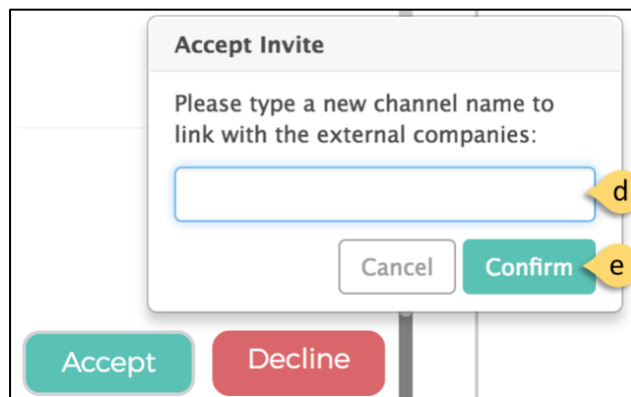 Accept Invite
Please type a new channel name to
link with the external companies:
d
Cancel
Confirm
e
Accept
Decline